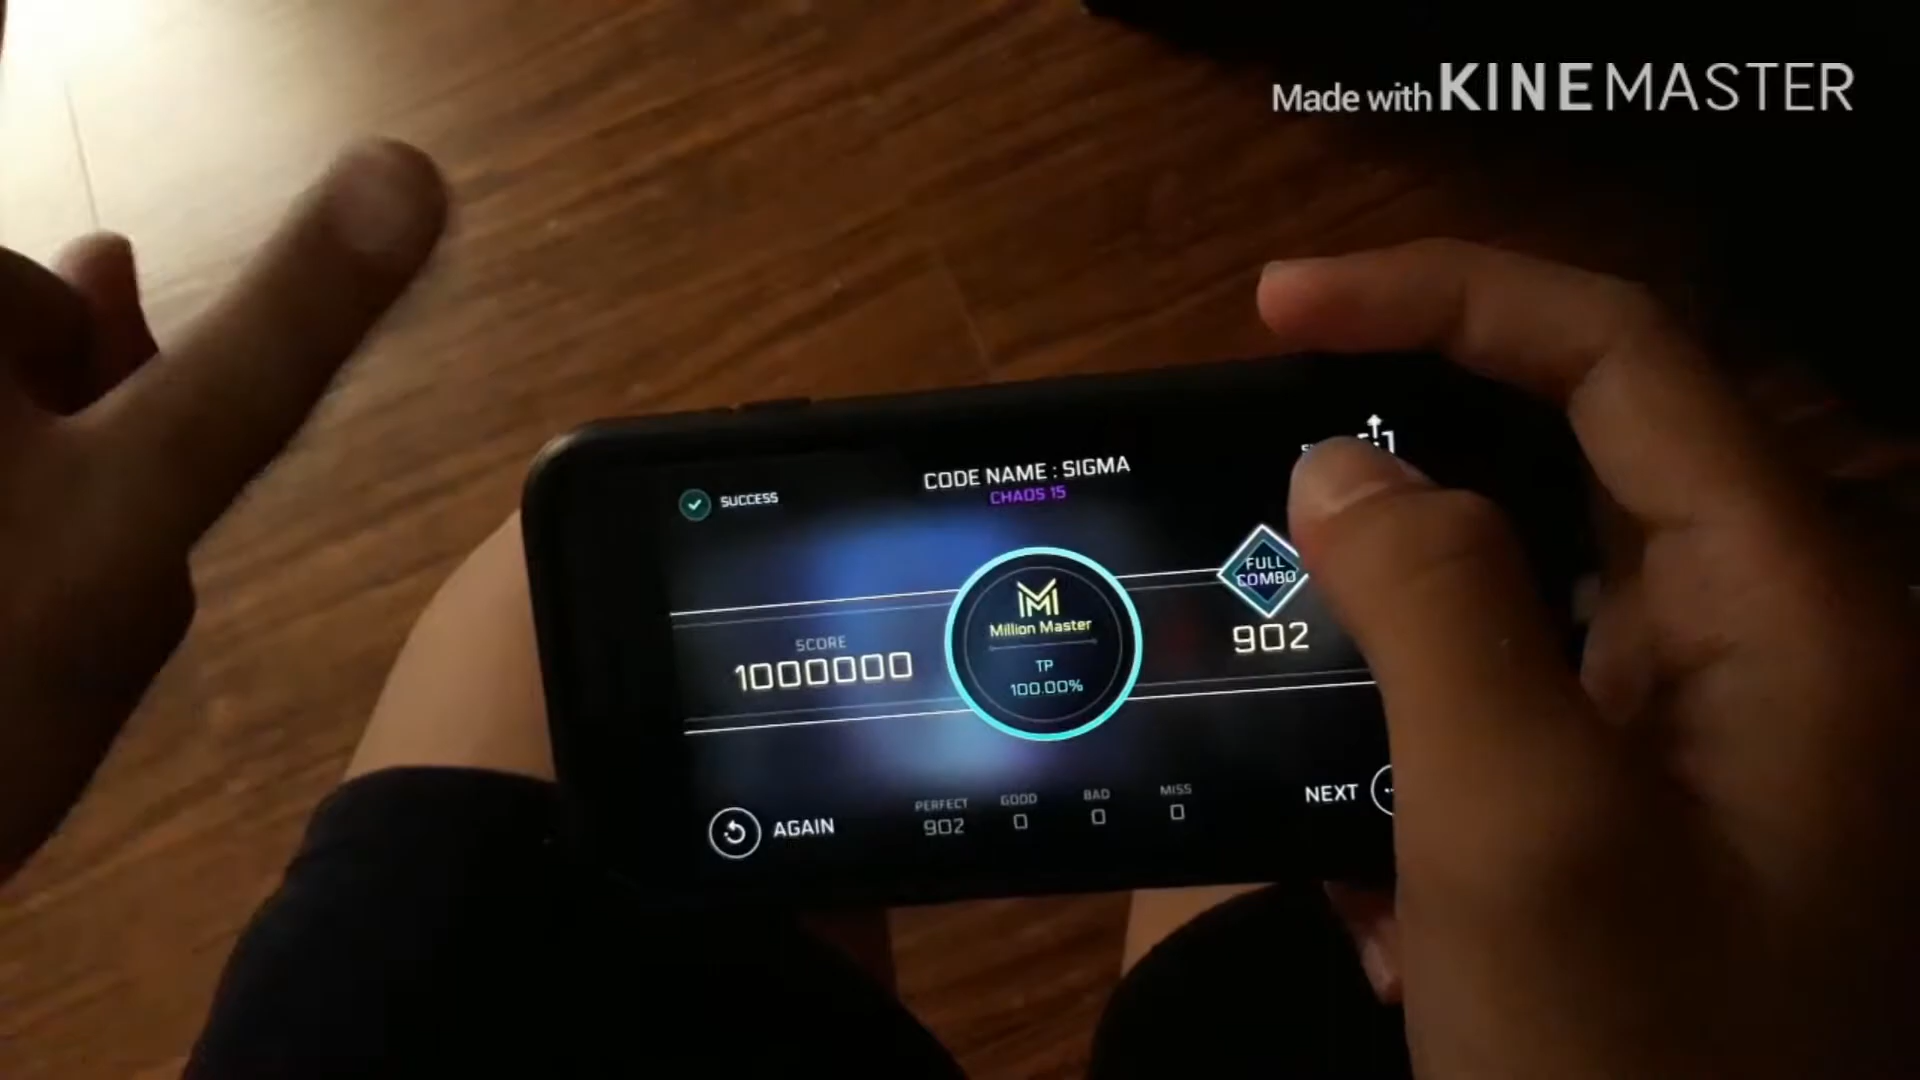 Made with KINEMASTER
SUCCESS
CODE NAME : SIGMA
CHAOS 15
FULL
COMBO
Million Master
SCORE
1000000
902
TP
100.00%
PERFECT
902
GOOD
0
BAD
0
MISS
0
AGAIN
NEXT